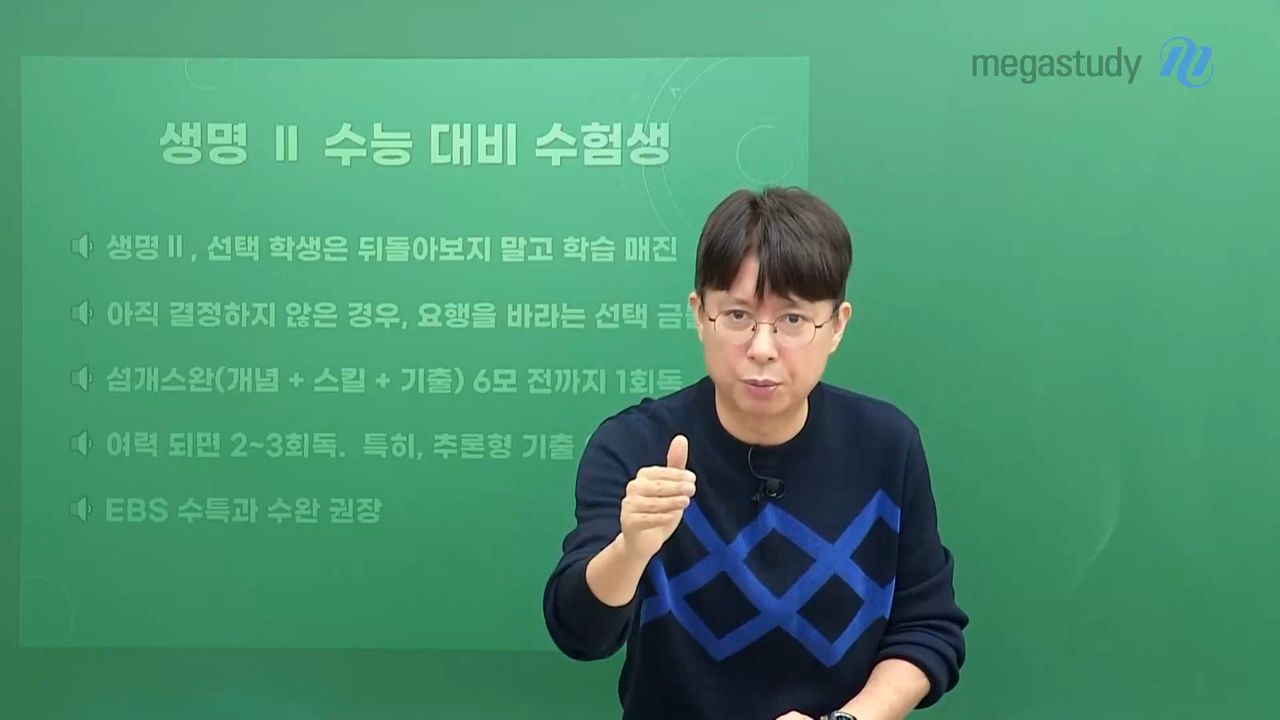 megastudy
생명 Ⅱ 수능 대비 수험생
생명Ⅱ, 선택 학생은 뒤돌아보지 말고 학습 매진
아직 결정하지 않은 경우, 요행을 바라는 선택
섬개스완(개념 + 스킬 + 기출) 6모 전까지 1회독
여력 되면 2~3회독. 특히, 추론형 기출
EBS 수특과 수완 권장